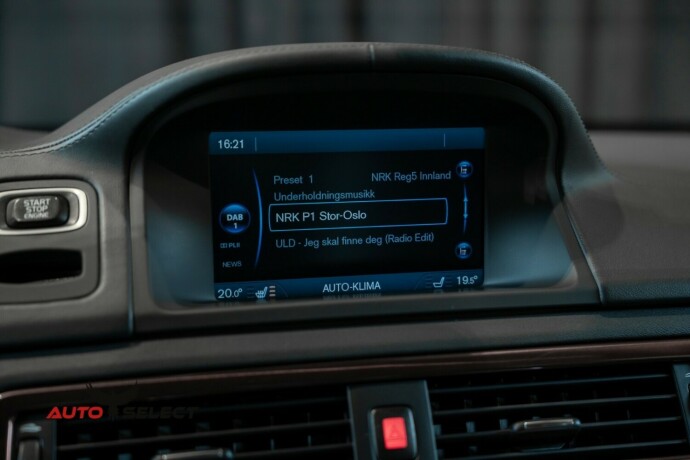 16:21
Preset 1 NRK Reg5 Innland
Underholdningsmusikk
NRK P1 Stor-Oslo
ULD - Jeg skal finne deg (Radio Edit)
DAB
1
NEWS
20.0° AUTO-KLIMA 19.5°
START
STOP
ENGINE
AUTO SELECT